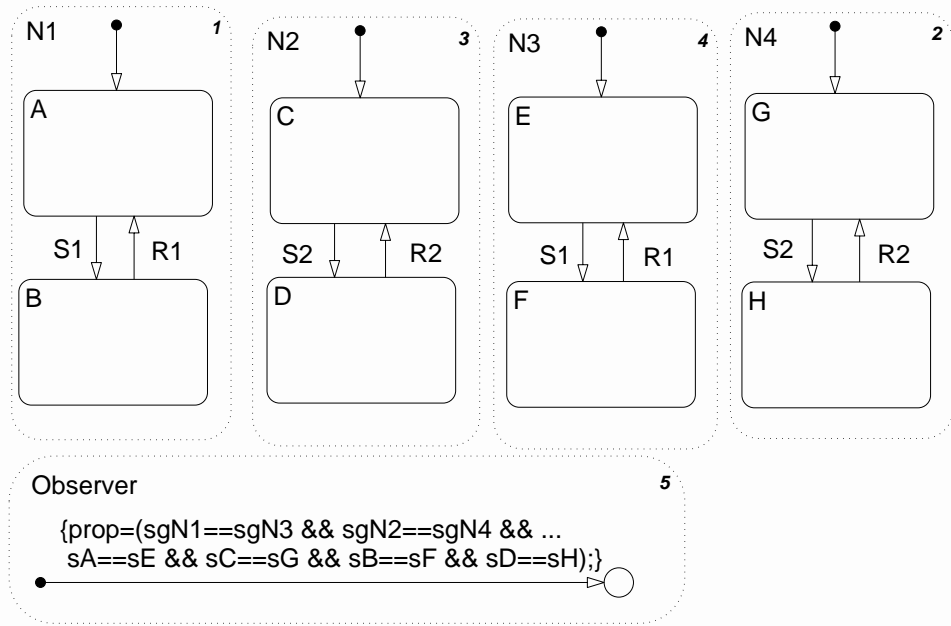 N1
1
A
S1
R1
B
N2
3
C
S2
R2
D
N3
4
E
S1
R1
F
N4
2
G
S2
R2
H
Observer
5
{prop=(sgN1==sgN3 && sgN2==sgN4 && ...
sA==sE && sC==sG && sB==sF && sD==sH);}